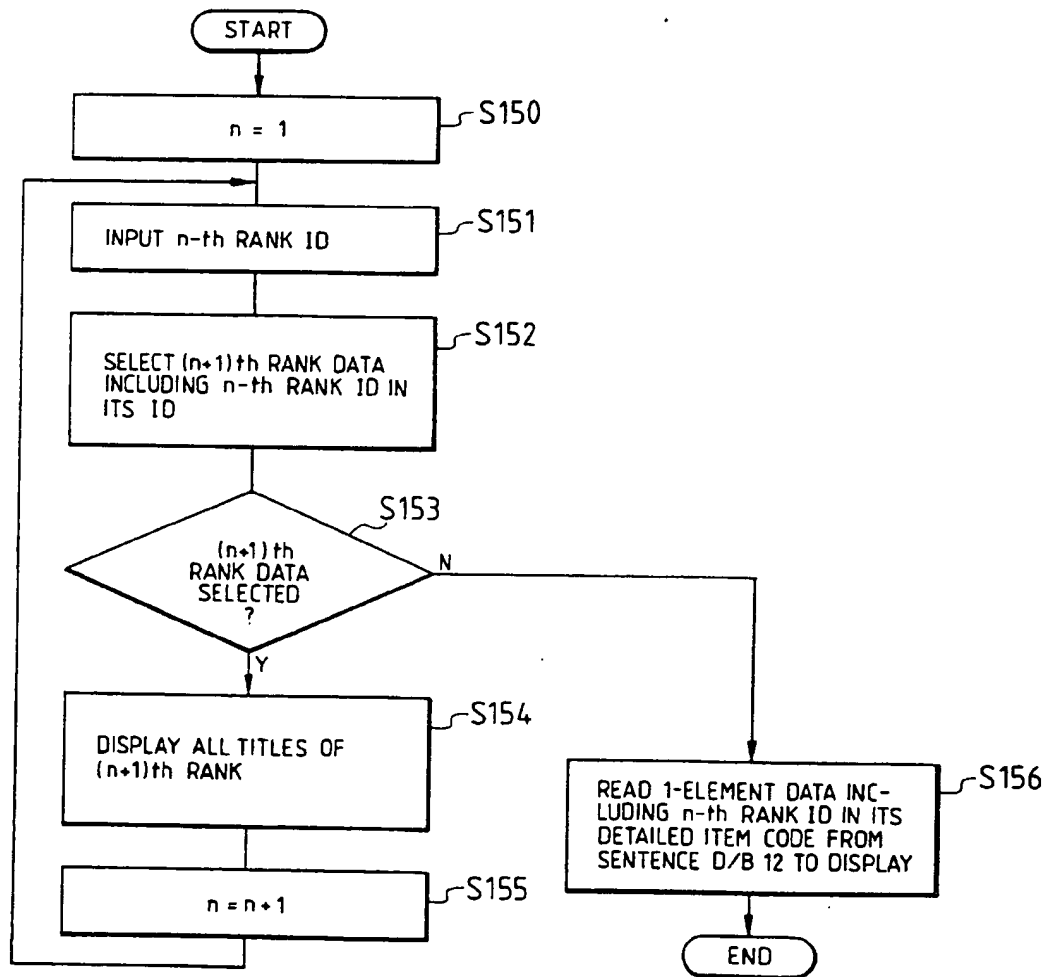 START
n = 1
S150
INPUT n-th RANK ID
S151
SELECT (n+1)th RANK DATA
INCLUDING n-th RANK ID IN
ITS ID
S152
(n+1)th
RANK DATA
SELECTED
?
S153
N
Y
DISPLAY ALL TITLES OF
(n+1)th RANK
S154
n = n+1
S155
READ 1-ELEMENT DATA INC-
LUDING n-th RANK ID IN ITS
DETAILED ITEM CODE FROM
SENTENCE D/B 12 TO DISPLAY
S156
END